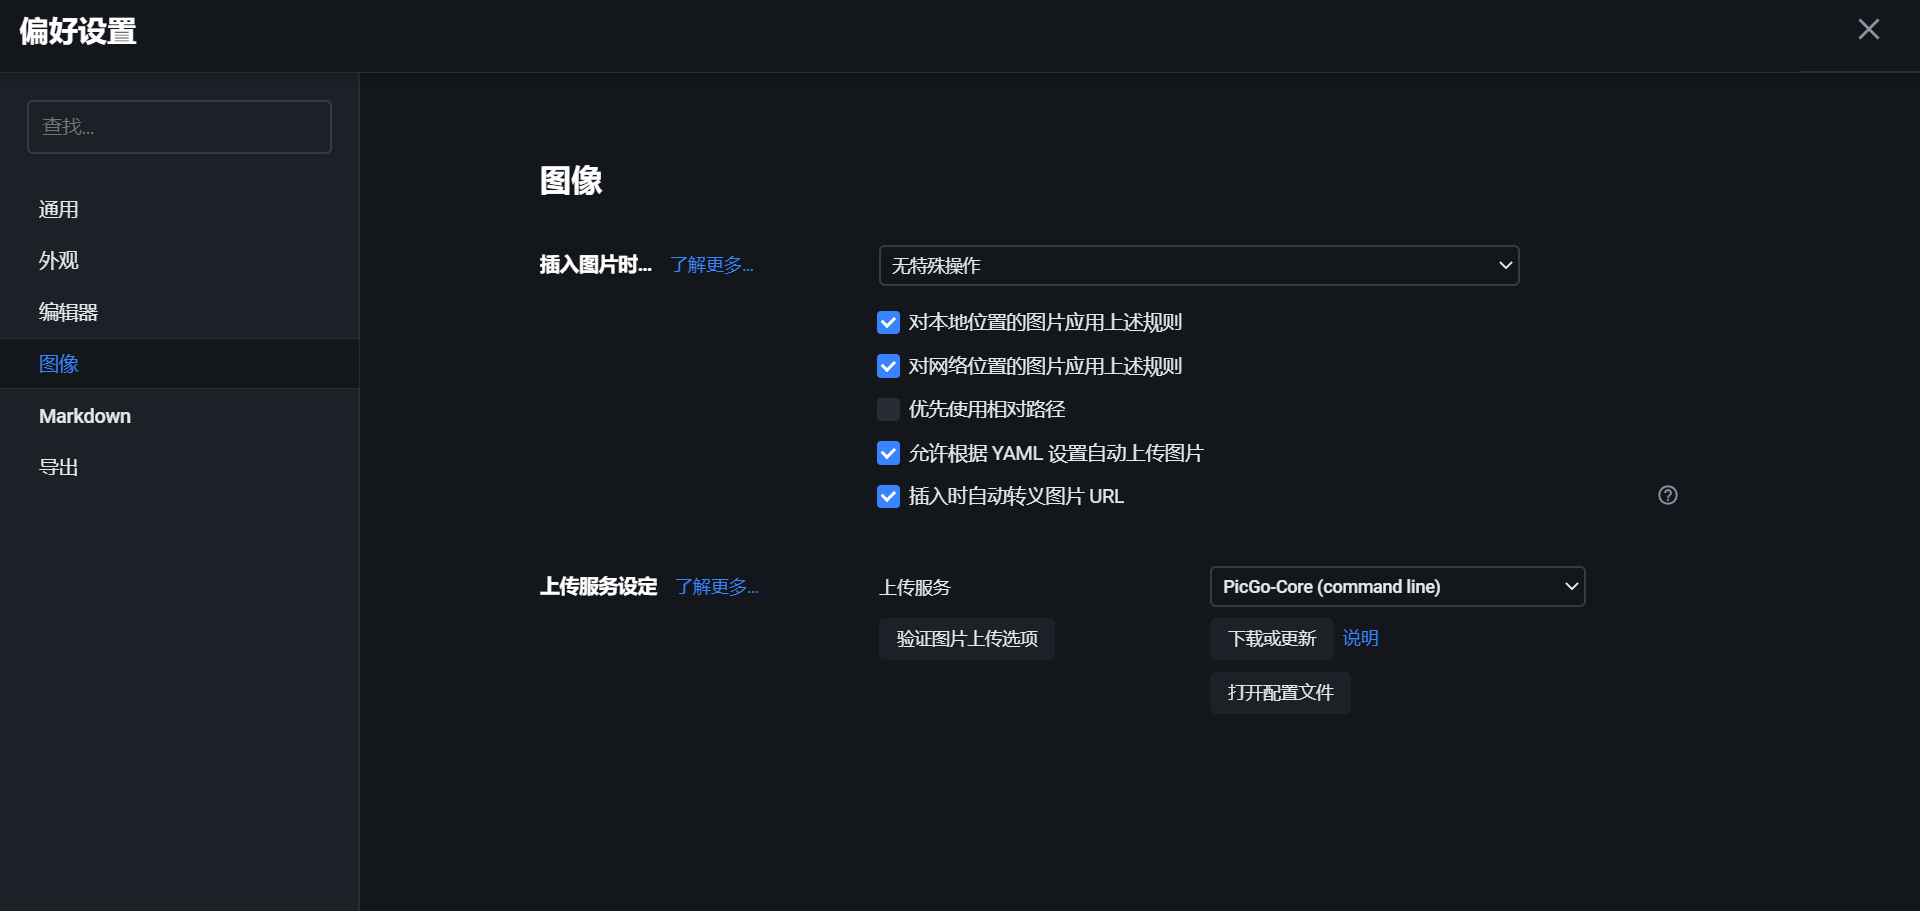 偏好设置
查找...
通用
外观
编辑器
图像
Markdown
导出
图像
插入图片时... 了解更多... 无特殊操作
对本地位置的图片应用上述规则
对网络位置的图片应用上述规则
优先使用相对路径
允许根据 YAML 设置自动上传图片
插入时自动转义图片 URL
上传服务设定 了解更多... 上传服务 PicGo-Core (command line)
验证图片上传选项 下载或更新 说明
打开配置文件